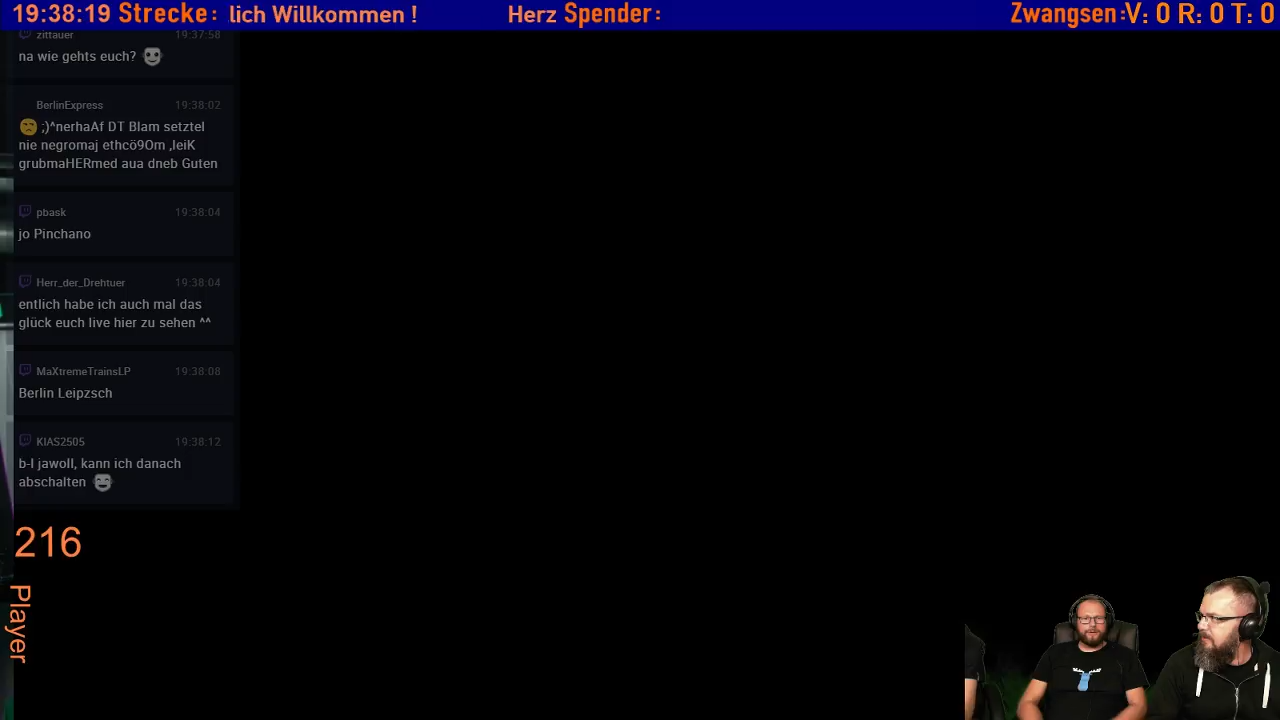 19:38:19 Strecke: lich Willkommen ! Herz Spender: Zwangsen: V: 0 R: 0 T: 0
zittauer 19:37:58
na wie gehts euch?
BerlinExpress 19:38:02
;)^nerhaAf DT Blam setztel
nie negromaj ethcö9Om ,leiK
grubmaHERmed aua dneb Guten
pbask 19:38:04
jo Pinchano
Herr_der_Drehtuer 19:38:04
entlich habe ich auch mal das
glück euch live hier zu sehen ^^
MaXtremeTrainsLP 19:38:08
Berlin Leipzsch
KIAS2505 19:38:12
b-l jawoll, kann ich danach
abschalten
216
Player